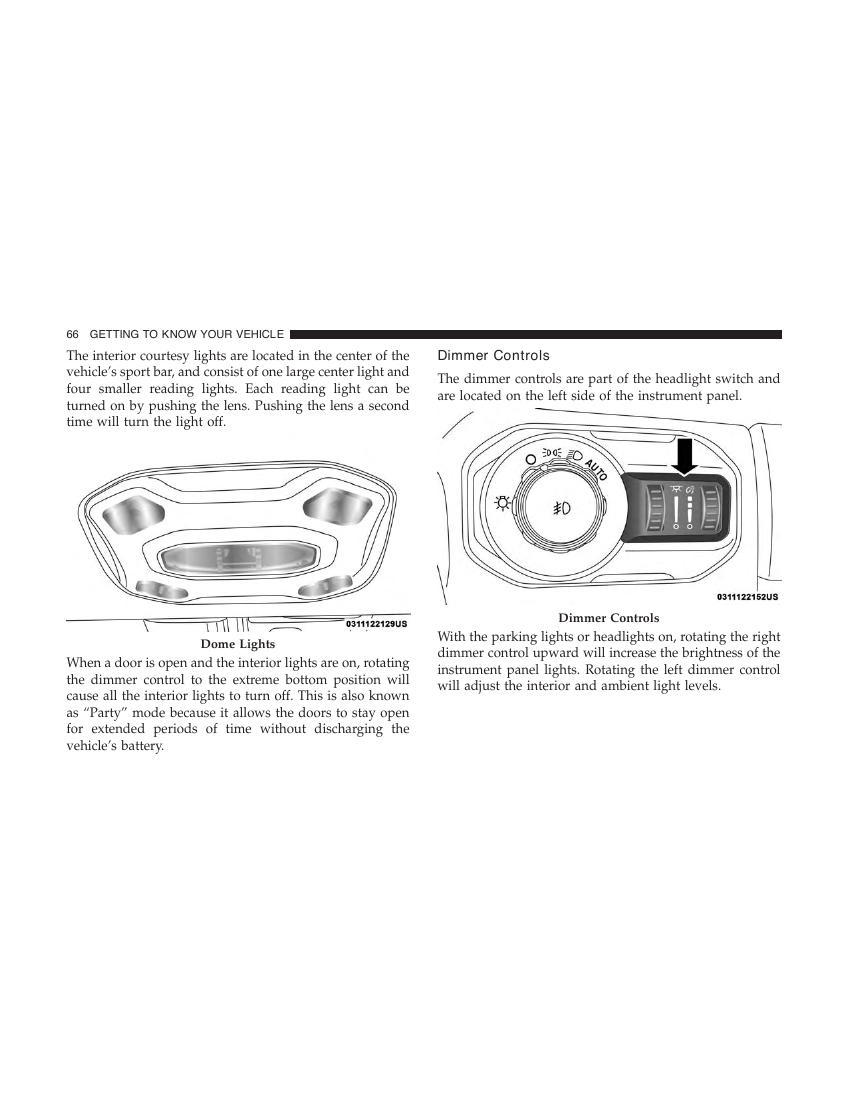 66 GETTING TO KNOW YOUR VEHICLE
The interior courtesy lights are located in the center of the
vehicle’s sport bar, and consist of one large center light and
four smaller reading lights. Each reading light can be
turned on by pushing the lens. Pushing the lens a second
time will turn the light off.
0311122129US
Dome Lights
When a door is open and the interior lights are on, rotating
the dimmer control to the extreme bottom position will
cause all the interior lights to turn off. This is also known
as “Party” mode because it allows the doors to stay open
for extended periods of time without discharging the
vehicle’s battery.
Dimmer Controls
The dimmer controls are part of the headlight switch and
are located on the left side of the instrument panel.
AUTO
0311122152US
Dimmer Controls
With the parking lights or headlights on, rotating the right
dimmer control upward will increase the brightness of the
instrument panel lights. Rotating the left dimmer control
will adjust the interior and ambient light levels.